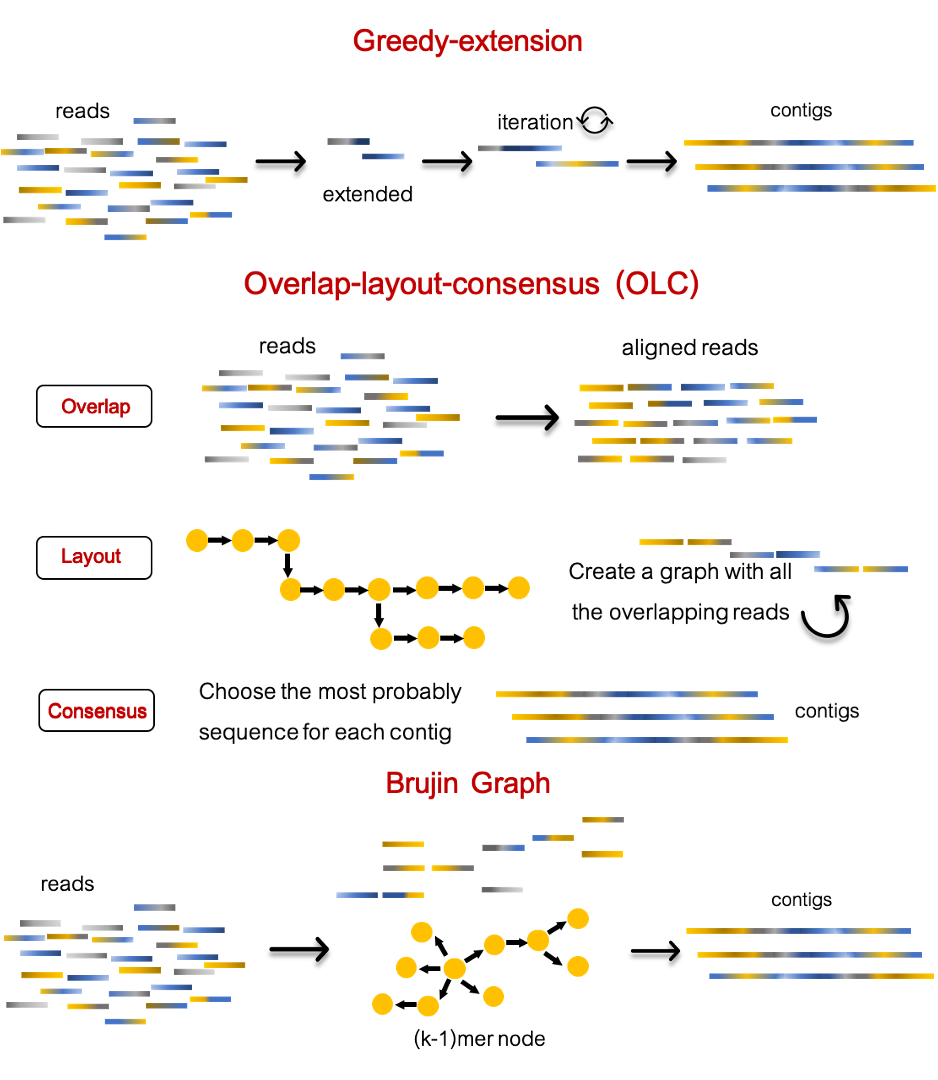 Greedy-extension
reads
iteration
contigs
extended
Overlap-layout-consensus (OLC)
reads
aligned reads
Overlap
Layout
Create a graph with all
the overlapping reads
Consensus
Choose the most probably
sequence for each contig
contigs
Brujin Graph
reads
contigs
(k-1)mer node